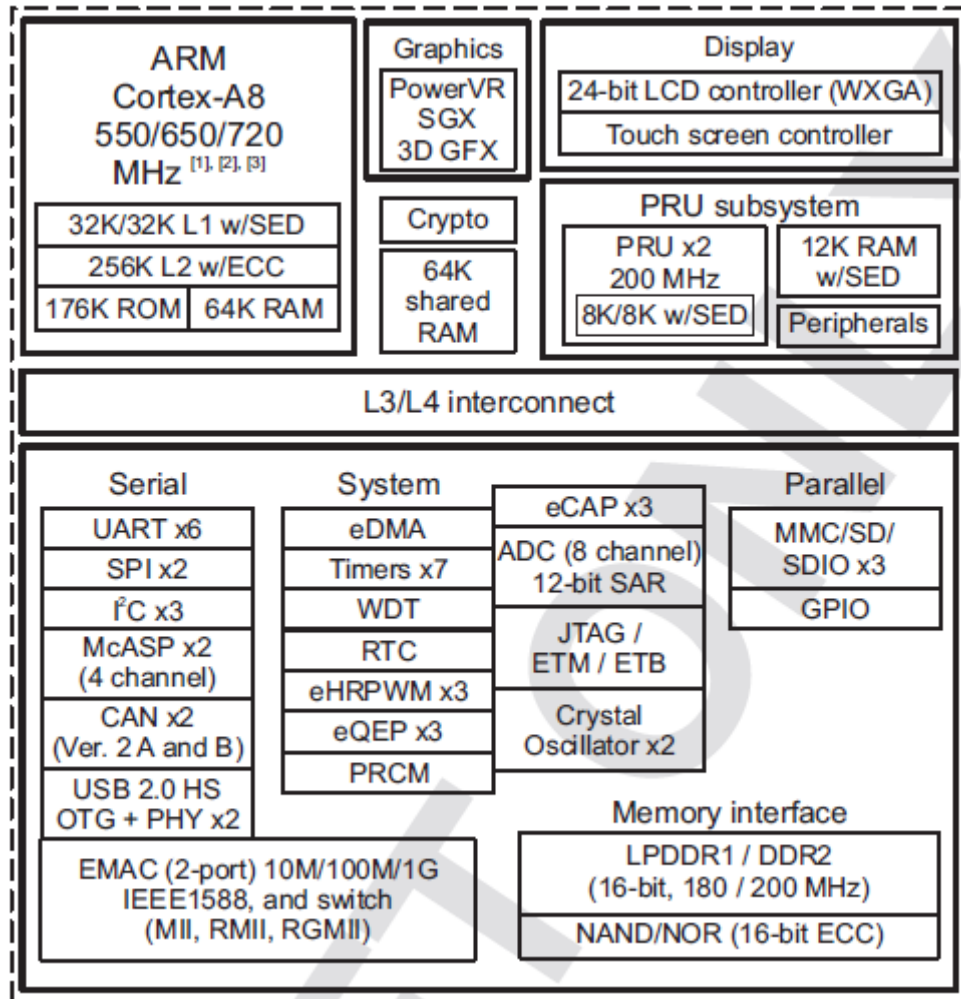 ARM
Cortex-A8
550/650/720
MHz [1], [2], [3]
32K/32K L1 w/SED
256K L2 w/ECC
176K ROM
64K RAM
Graphics
PowerVR
SGX
3D GFX
Crypto
64K
shared
RAM
Display
24-bit LCD controller (WXGA)
Touch screen controller
PRU subsystem
PRU x2
200 MHz
8K/8K w/SED
12K RAM
w/SED
Peripherals
L3/L4 interconnect
Serial
UART x6
SPI x2
I²C x3
McASP x2
(4 channel)
CAN x2
(Ver. 2 A and B)
USB 2.0 HS
OTG + PHY x2
EMAC (2-port) 10M/100M/1G
IEEE1588, and switch
(MII, RMII, RGMII)
System
eDMA
Timers x7
WDT
RTC
eHRPWM x3
eQEP x3
PRCM
eCAP x3
ADC (8 channel)
12-bit SAR
JTAG /
ETM / ETB
Crystal
Oscillator x2
Parallel
MMC/SD/
SDIO x3
GPIO
Memory interface
LPDDR1 / DDR2
(16-bit, 180 / 200 MHz)
NAND/NOR (16-bit ECC)